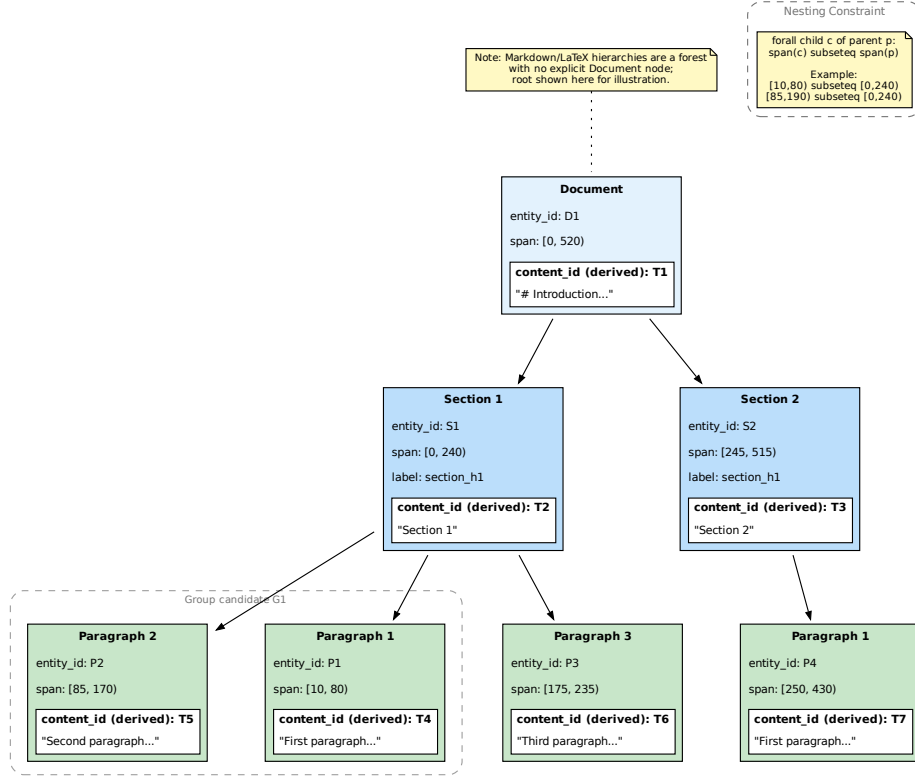 Nesting Constraint
forall child c of parent p:
span(c) subseteq span(p)
Example:
[10,80) subseteq [0,240)
[85,190) subseteq [0,240)
Note: Markdown/LaTeX hierarchies are a forest
with no explicit Document node;
root shown here for illustration.
Document
entity_id: D1
span: [0, 520)
content_id (derived): T1
"# Introduction..."
Section 1
entity_id: S1
span: [0, 240)
label: section_h1
content_id (derived): T2
"Section 1"
Section 2
entity_id: S2
span: [245, 515)
label: section_h1
content_id (derived): T3
"Section 2"
Group candidate G1
Paragraph 2
entity_id: P2
span: [85, 170)
content_id (derived): T5
"Second paragraph..."
Paragraph 1
entity_id: P1
span: [10, 80)
content_id (derived): T4
"First paragraph..."
Paragraph 3
entity_id: P3
span: [175, 235)
content_id (derived): T6
"Third paragraph..."
Paragraph 1
entity_id: P4
span: [250, 430)
content_id (derived): T7
"First paragraph..."